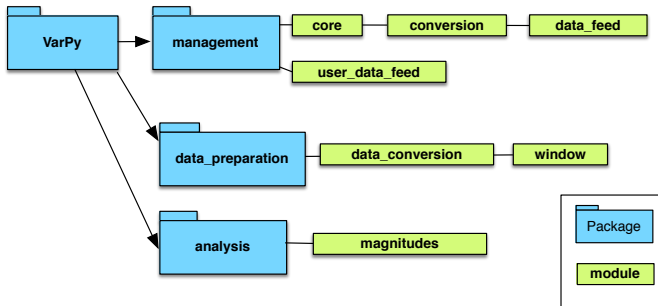 VarPy
management
core
conversion
data_feed
user_data_feed
data_preparation
data_conversion
window
analysis
magnitudes
Package
module